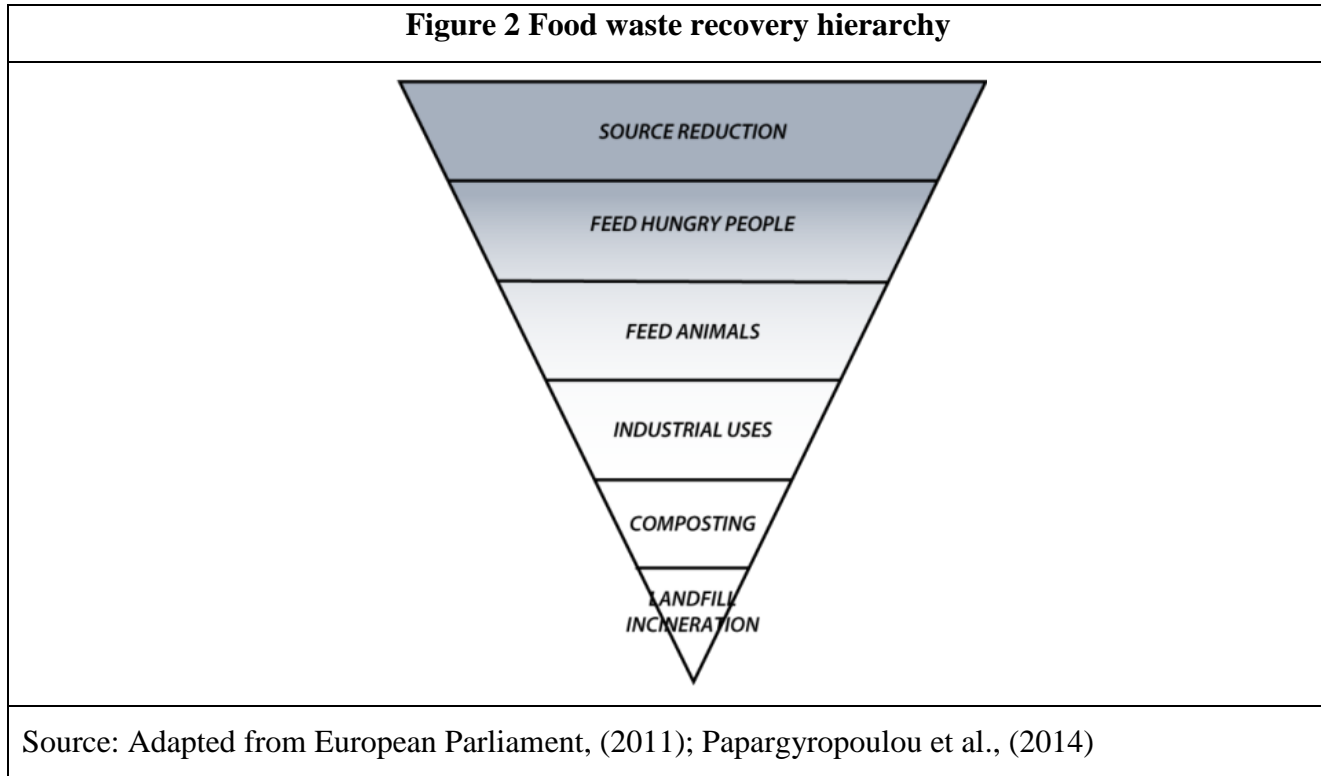 Figure 2 Food waste recovery hierarchy
SOURCE REDUCTION
FEED HUNGRY PEOPLE
FEED ANIMALS
INDUSTRIAL USES
COMPOSTING
LANDFILL
INCINERATION
Source: Adapted from European Parliament, (2011); Papargyropoulou et al., (2014)